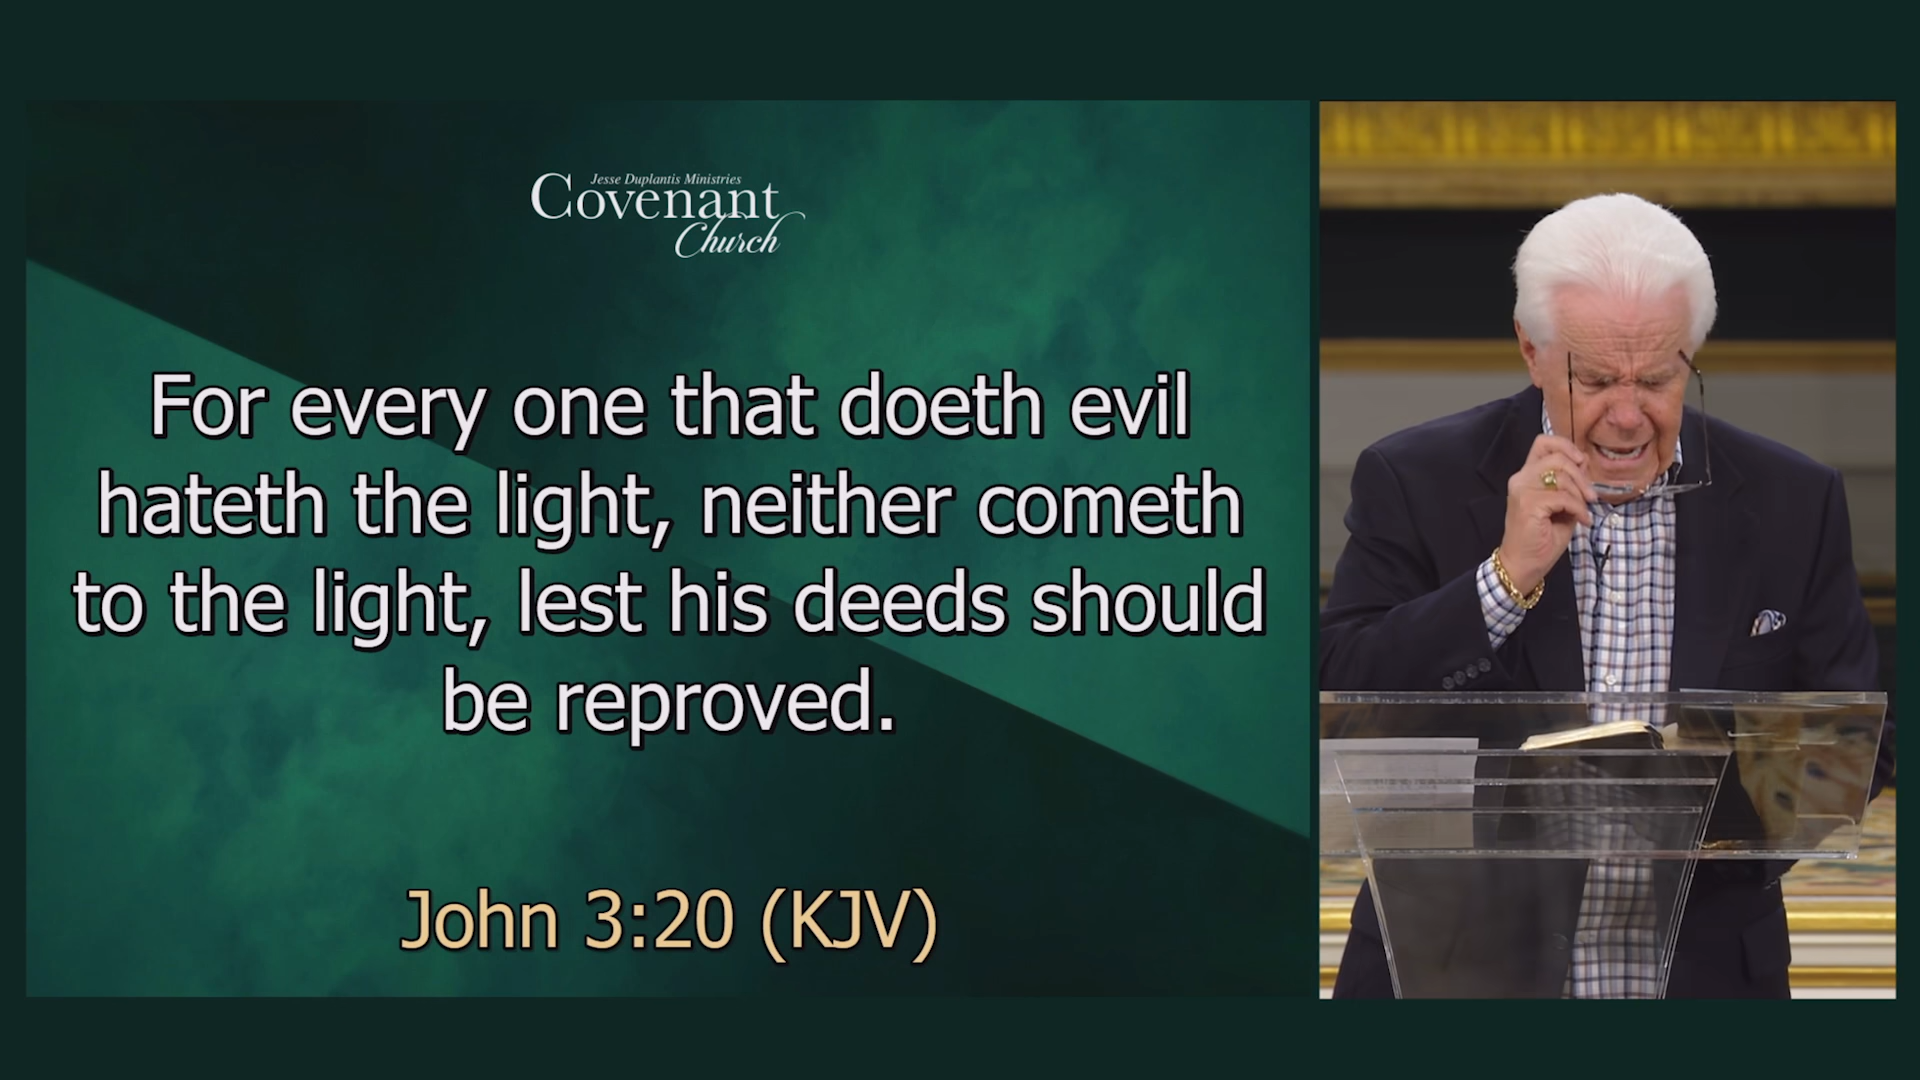 Jesse Duplantis Ministries
Covenant
Church
For every one that doeth evil
hateth the light, neither cometh
to the light, lest his deeds should
be reproved.
John 3:20 (KJV)